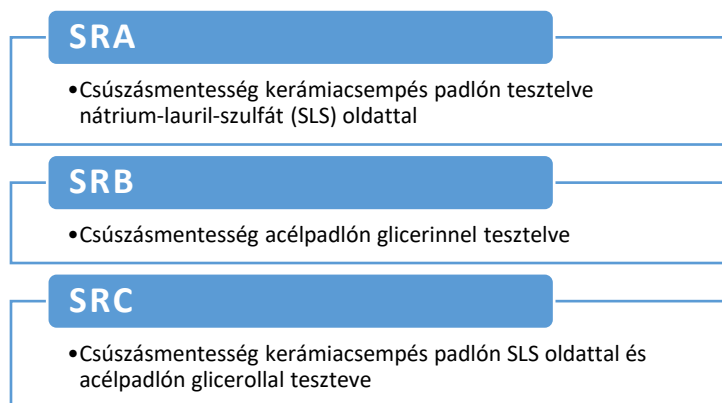 SRA
•Csúszásmentesség kerámiacsempés padlón tesztelve
nátrium-lauril-szulfát (SLS) oldattal
SRB
•Csúszásmentesség acélpadlón glicerinnel tesztelve
SRC
•Csúszásmentesség kerámiacsempés padlón SLS oldattal és
acélpadlón glicerollal teszteve